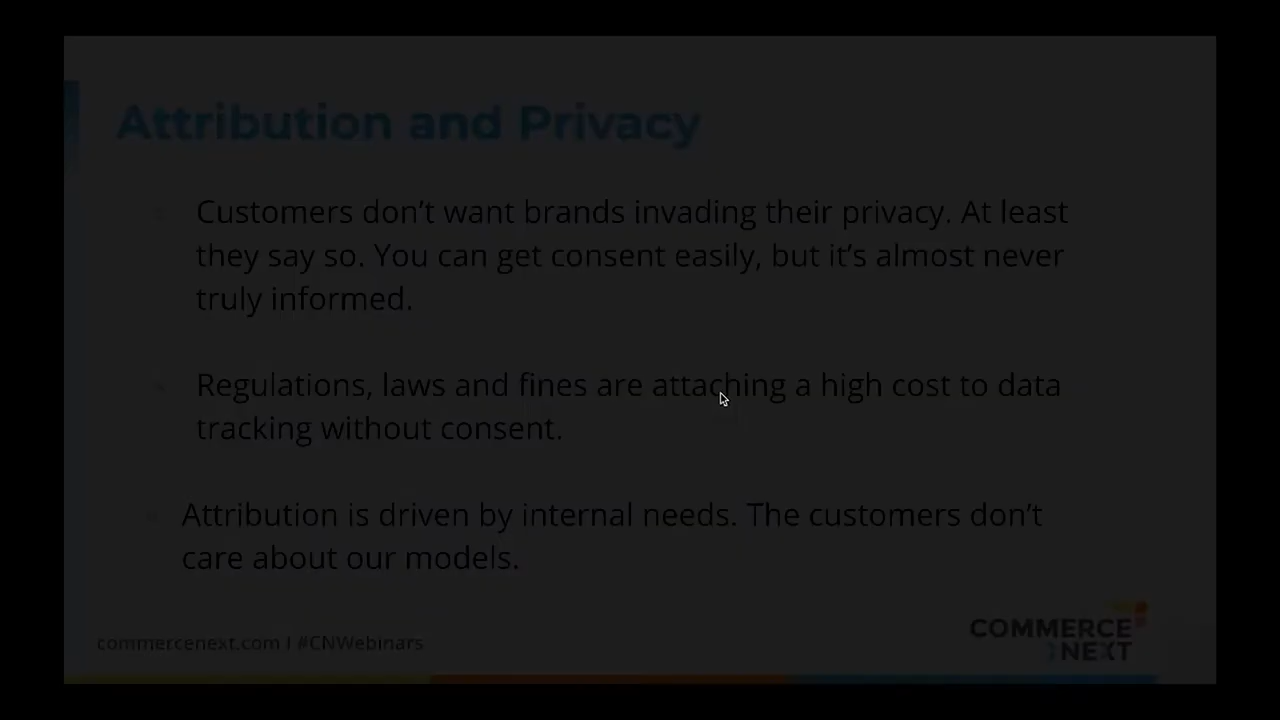 Attribution and Privacy
Customers don’t want brands invading their privacy. At least
they say so. You can get consent easily, but it’s almost never
truly informed.
Regulations, laws and fines are attaching a high cost to data
tracking without consent.
Attribution is driven by internal needs. The customers don’t
care about our models.
commercenext.com I #CNWebinars
COMMERCE
NEXT